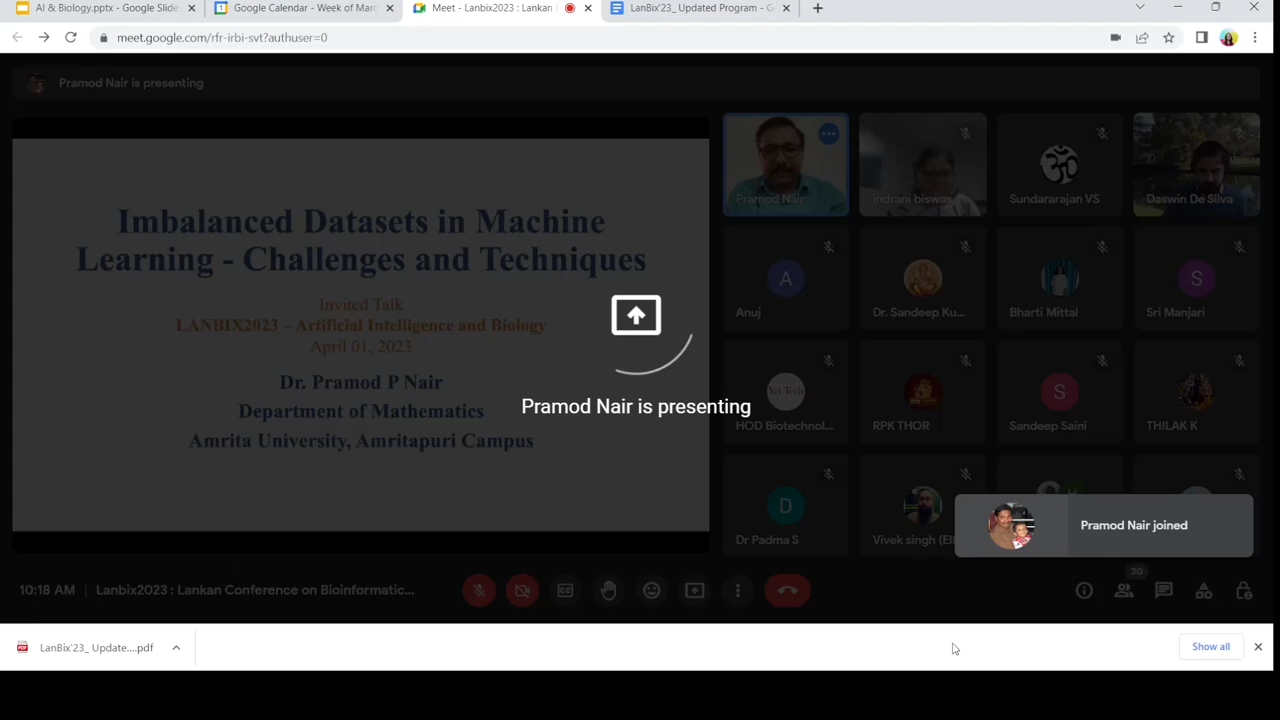 AI & Biology.pptx - Google Slide
Google Calendar - Week of Marc
Meet - Lanbix2023 : Lankan
LanBix'23_ Updated Program - G
meet.google.com/rfr-irbi-svt?authuser=0
Pramod Nair is presenting
Imbalanced Datasets in Machine
Learning - Challenges and Techniques
Invited Talk
LANBIX2023 – Artificial Intelligence and Biology
April 01, 2023
Dr. Pramod P Nair
Department of Mathematics
Amrita University, Amritapuri Campus
Pramod Nair is presenting
Pramod Nair
indrani biswas
Sundararajan VS
Daswin De Silva
A
Anuj
Dr. Sandeep Ku...
Bharti Mittal
S
Sri Manjari
Vel Tech
HOD Biotechnol...
RPK THOR
S
Sandeep Saini
THILAK K
D
Dr Padma S
Vivek singh (Ell
H
Pramod Nair joined
10:18 AM | Lanbix2023 : Lankan Conference on Bioinformatic...
30
LanBix'23_ Update....pdf
Show all